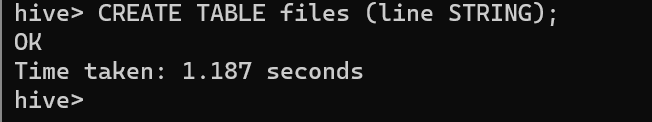 hive> CREATE TABLE files (line STRING);
OK
Time taken: 1.187 seconds
hive>